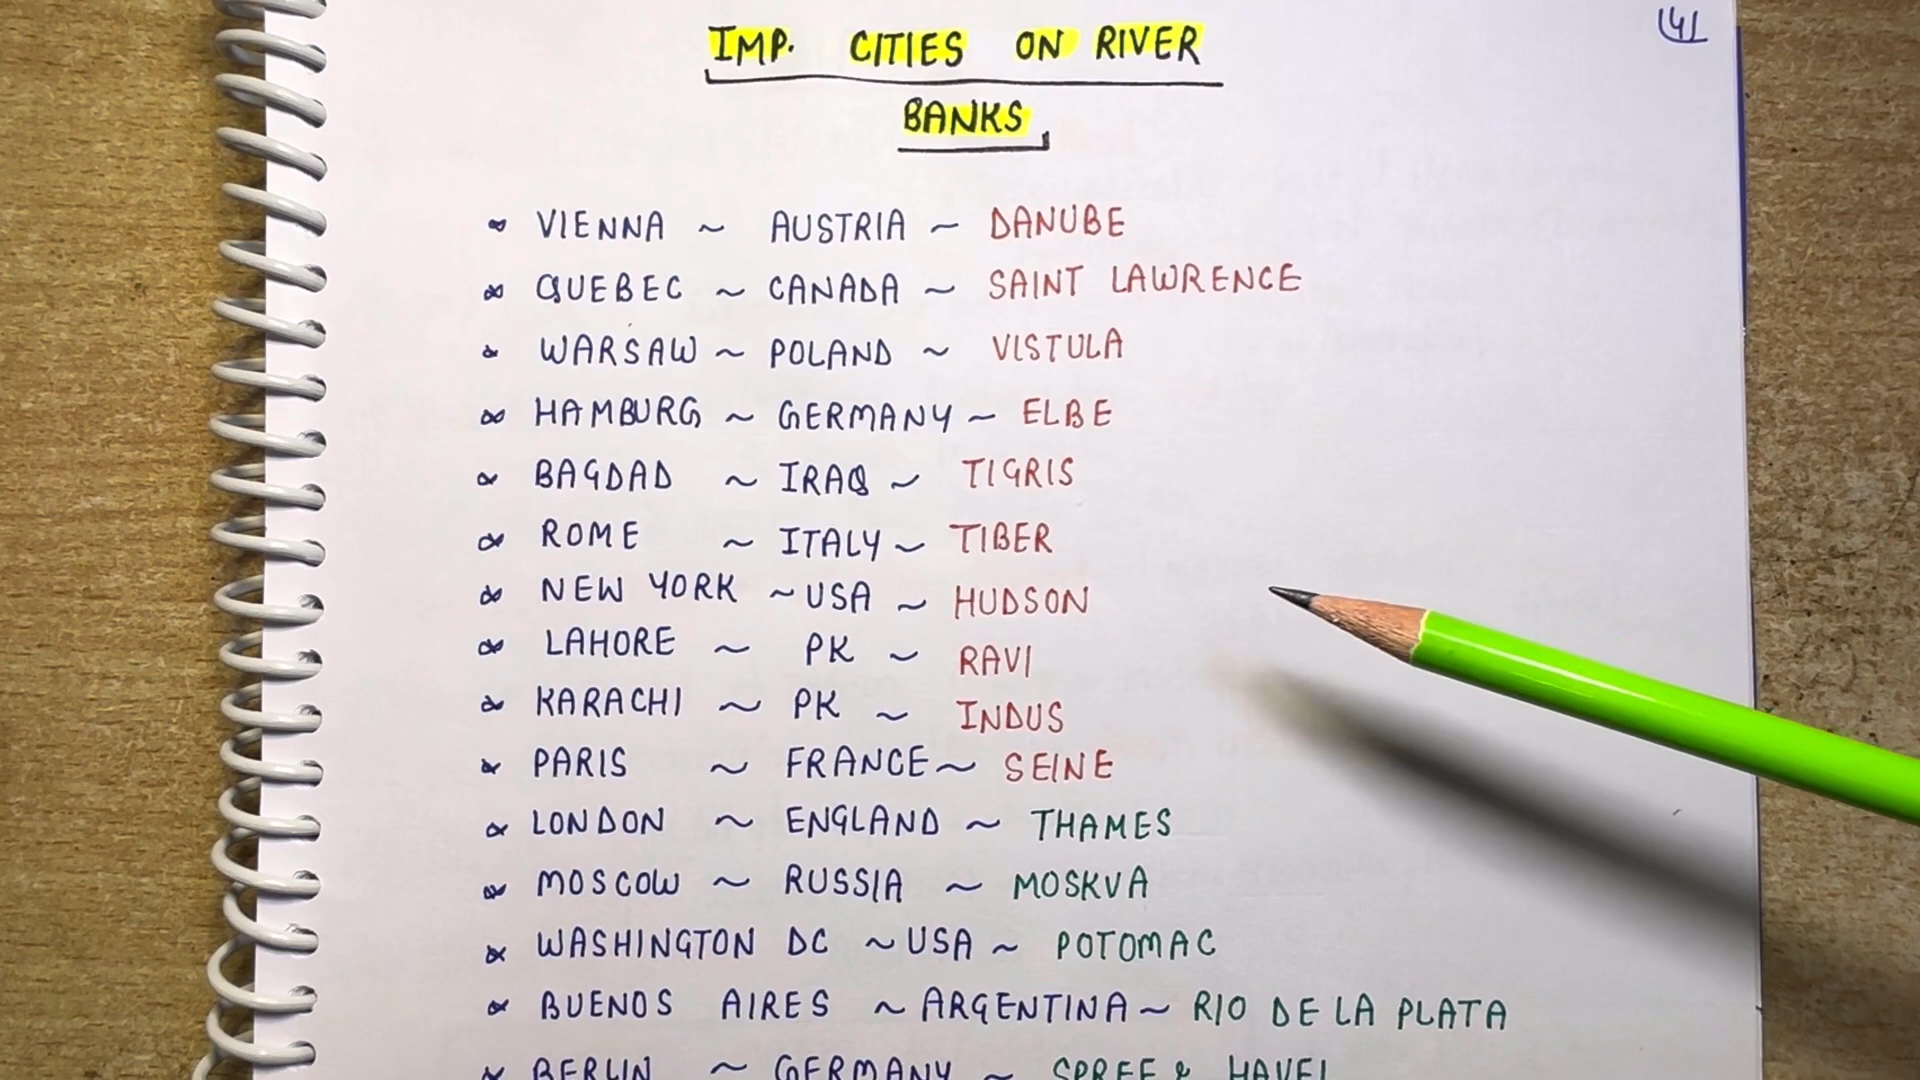 IMP. CITIES ON RIVER
BANKS
41
VIENNA ~ AUSTRIA ~ DANUBE
QUEBEC ~ CANADA ~ SAINT LAWRENCE
WARSAW ~ POLAND ~ VISTULA
HAMBURG ~ GERMANY ~ ELBE
BAGDAD ~ IRAQ ~ TIGRIS
ROME ~ ITALY ~ TIBER
NEW YORK ~ USA ~ HUDSON
LAHORE ~ PK ~ RAVI
KARACHI ~ PK ~ INDUS
PARIS ~ FRANCE ~ SEINE
LONDON ~ ENGLAND ~ THAMES
MOSCOW ~ RUSSIA ~ MOSKVA
WASHINGTON DC ~ USA ~ POTOMAC
BUENOS AIRES ~ ARGENTINA ~ RIO DE LA PLATA
BERLIN ~ GERMANY ~ SPREE & HAVEL